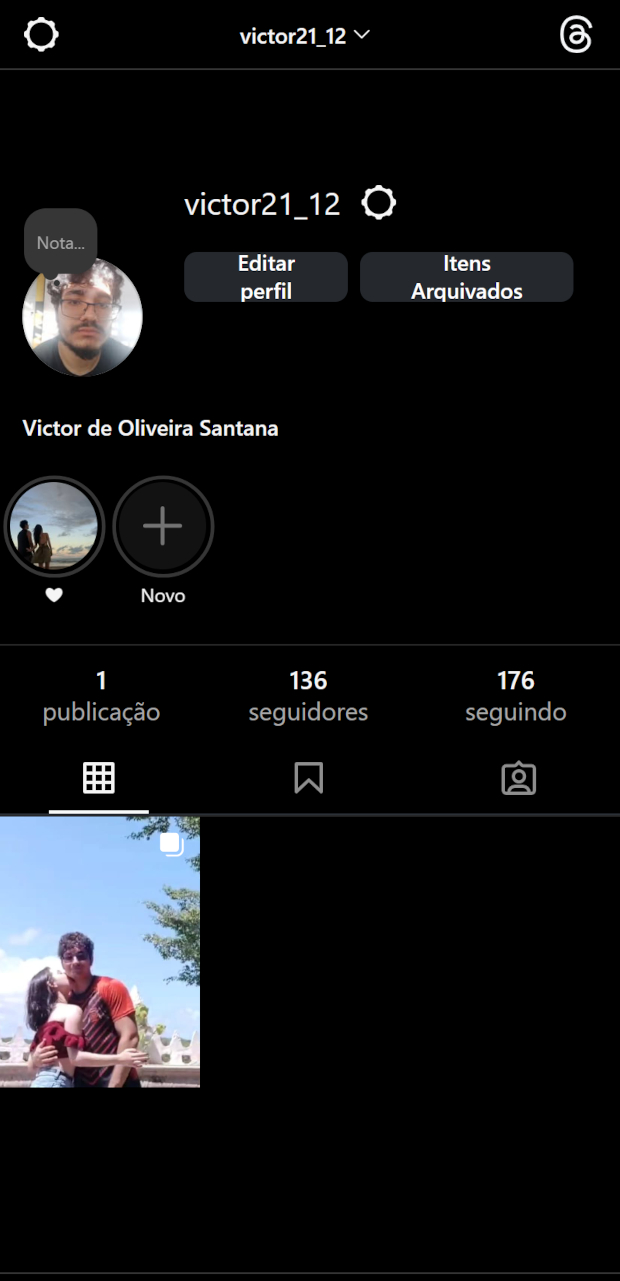 victor21_12
victor21_12
Nota...
Editar
perfil
Itens
Arquivados
Victor de Oliveira Santana
Novo
1
publicação
136
seguidores
176
seguindo